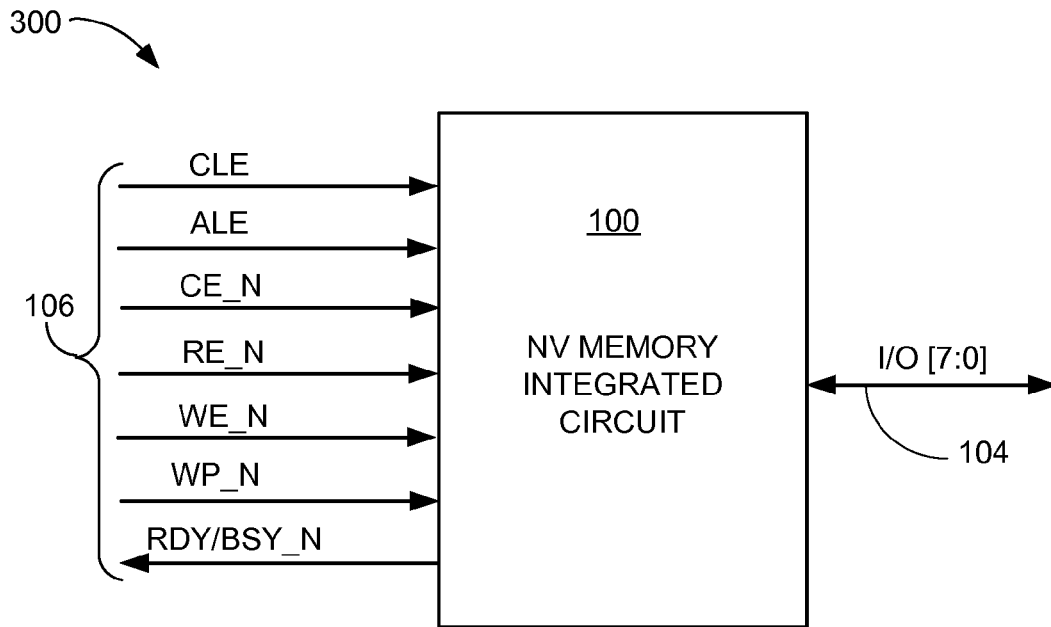 300
CLE
ALE
CE_N
RE_N
WE_N
WP_N
RDY/BSY_N
106
100
NV MEMORY
INTEGRATED
CIRCUIT
I/O [7:0]
104